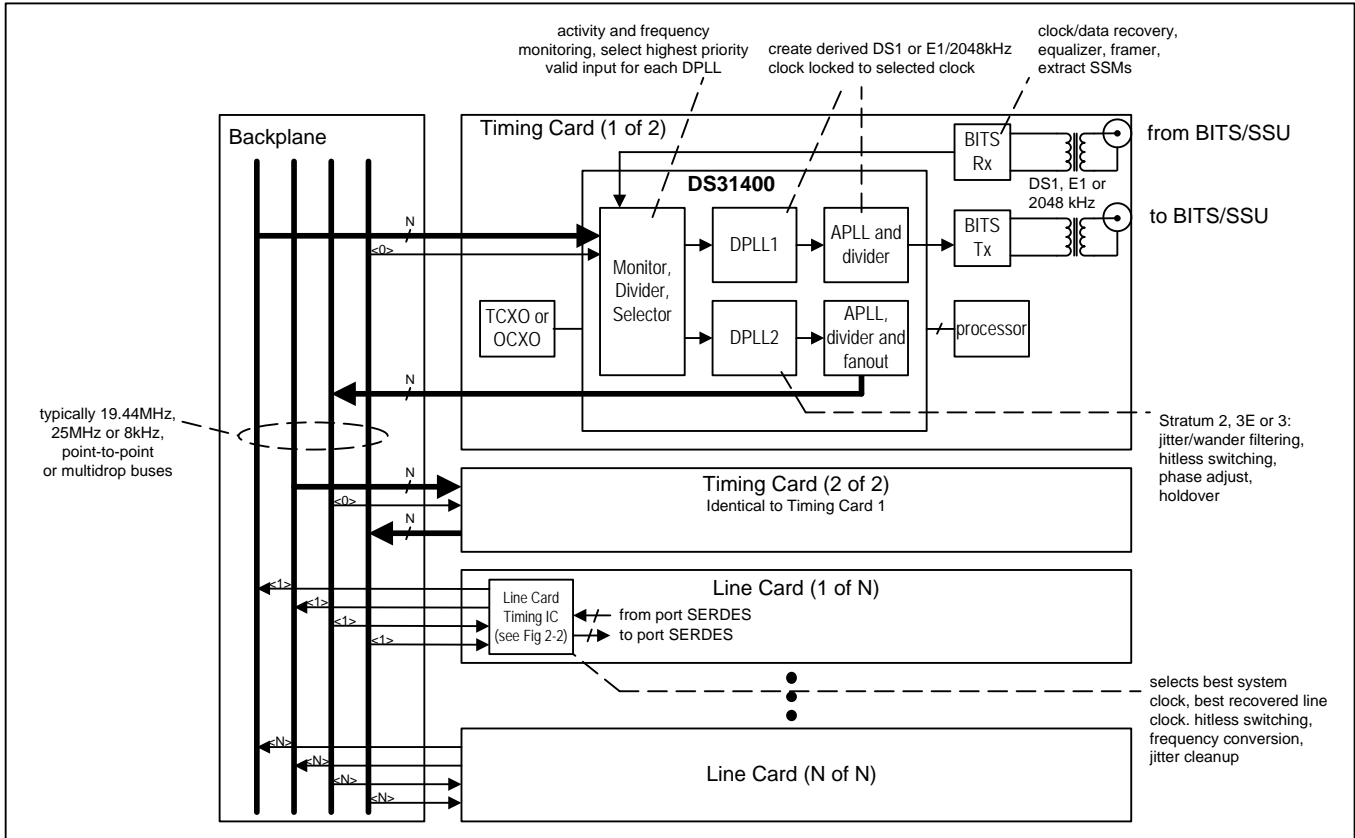 activity and frequency
monitoring, select highest priority
valid input for each DPLL
create derived DS1 or E1/2048kHz
clock locked to selected clock
clock/data recovery,
equalizer, framer,
extract SSMs
Backplane
Timing Card (1 of 2)
BITS
Rx
from BITS/SSU
DS31400
DS1, E1 or
2048 kHz
to BITS/SSU
N
<0>
Monitor,
Divider,
Selector
DPLL1
APLL and
divider
BITS
Tx
TCXO or
OCXO
DPLL2
APLL,
divider and
fanout
processor
N
typically 19.44MHz,
25MHz or 8kHz,
point-to-point
or multidrop buses
Stratum 2, 3E or 3:
jitter/wander filtering,
hitless switching,
phase adjust,
holdover
N
<0>
N
Timing Card (2 of 2)
Identical to Timing Card 1
Line Card (1 of N)
<1>
<1>
<1>
<1>
Line Card
Timing IC
(see Fig 2-2)
from port SERDES
to port SERDES
selects best system
clock, best recovered line
clock. hitless switching,
frequency conversion,
jitter cleanup
<N>
<N>
<N>
<N>
Line Card (N of N)